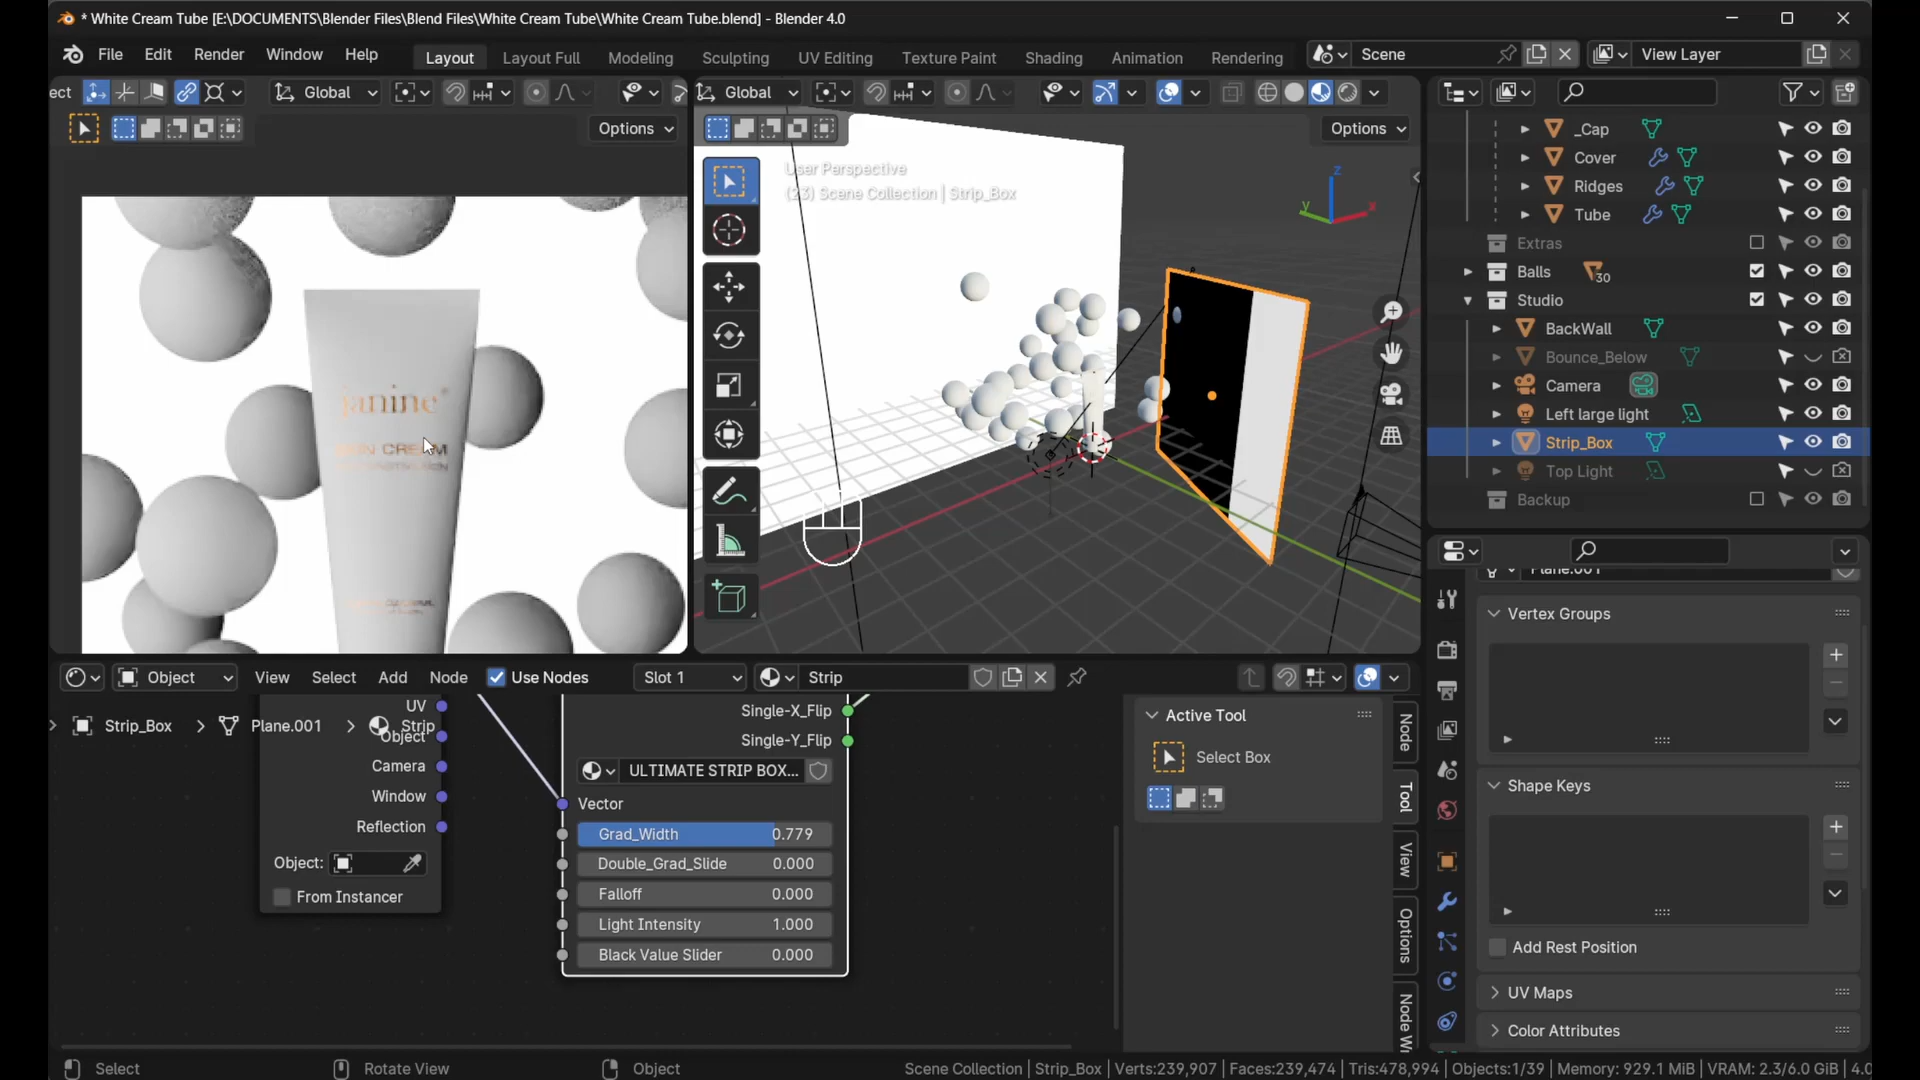 * White Cream Tube [E:\DOCUMENTS\Blender Files\Blend Files\White Cream Tube\White Cream Tube.blend] - Blender 4.0
File Edit Render Window Help
Layout Layout Full Modeling Sculpting UV Editing Texture Paint Shading Animation Rendering
Scene
View Layer
ect
Global
Options
Global
Options
User Perspective
(23) Scene Collection | Strip_Box
Z
Y
X
janine
SKIN CREAM
_Cap
Cover
Ridges
Tube
Extras
Balls 30
Studio
BackWall
Bounce_Below
Camera
Left large light
Strip_Box
Top Light
Backup
Object View Select Add Node Use Nodes Slot 1 Strip
Strip_Box > Plane.001 > Strip
UV
Object
Camera
Window
Reflection
Object:
From Instancer
Single-X_Flip
Single-Y_Flip
ULTIMATE STRIP BOX...
Vector
Grad_Width 0.779
Double_Grad_Slide 0.000
Falloff 0.000
Light Intensity 1.000
Black Value Slider 0.000
Active Tool
Select Box
Node
Tool
View
Options
Node W
Plane.001
Vertex Groups
Shape Keys
Add Rest Position
UV Maps
Color Attributes
Select
Rotate View
Object
Scene Collection | Strip_Box | Verts:239,907 | Faces:239,474 | Tris:478,994 | Objects:1/39 | Memory: 929.1 MiB | VRAM: 2.3/6.0 GiB | 4.0